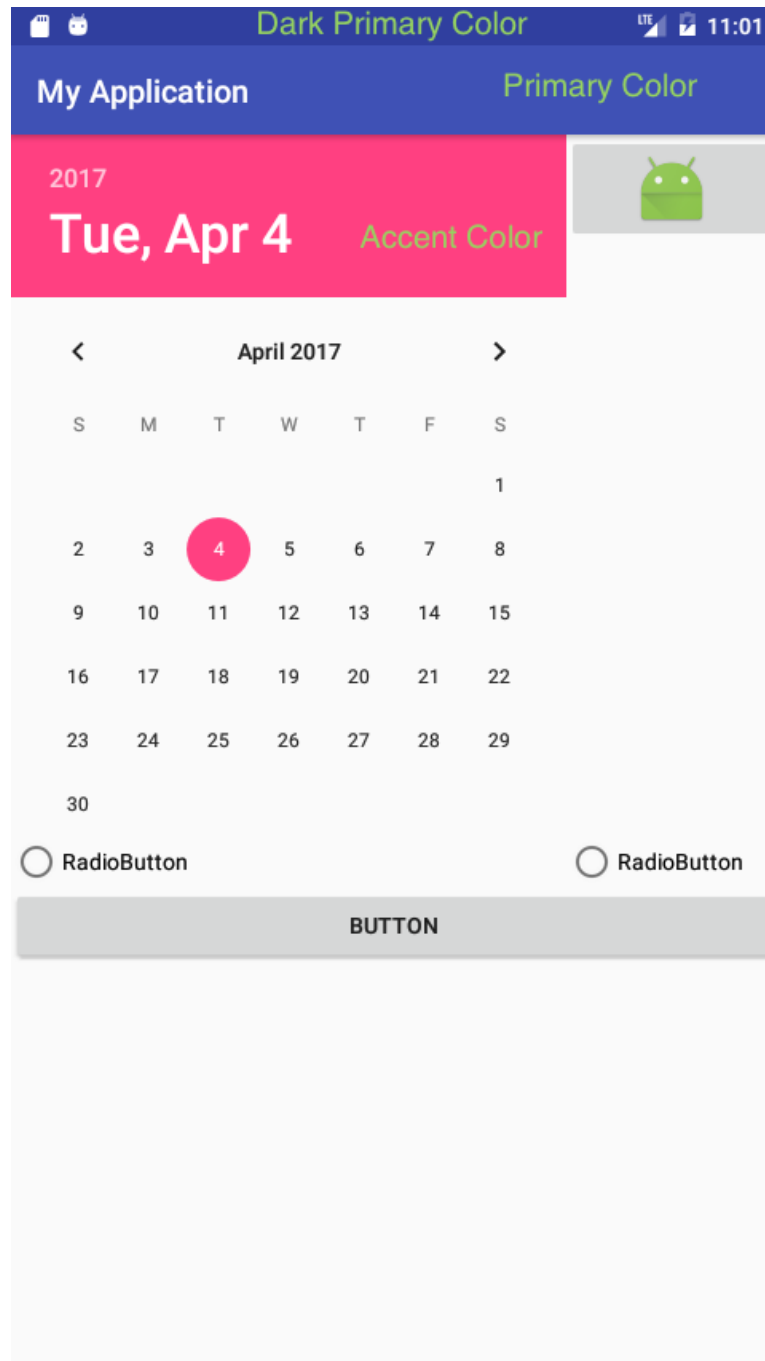 Dark Primary Color LTE 11:01
My Application Primary Color
2017
Tue, Apr 4 Accent Color
April 2017
S M T W T F S
1
2 3 4 5 6 7 8
9 10 11 12 13 14 15
16 17 18 19 20 21 22
23 24 25 26 27 28 29
30
RadioButton RadioButton
BUTTON